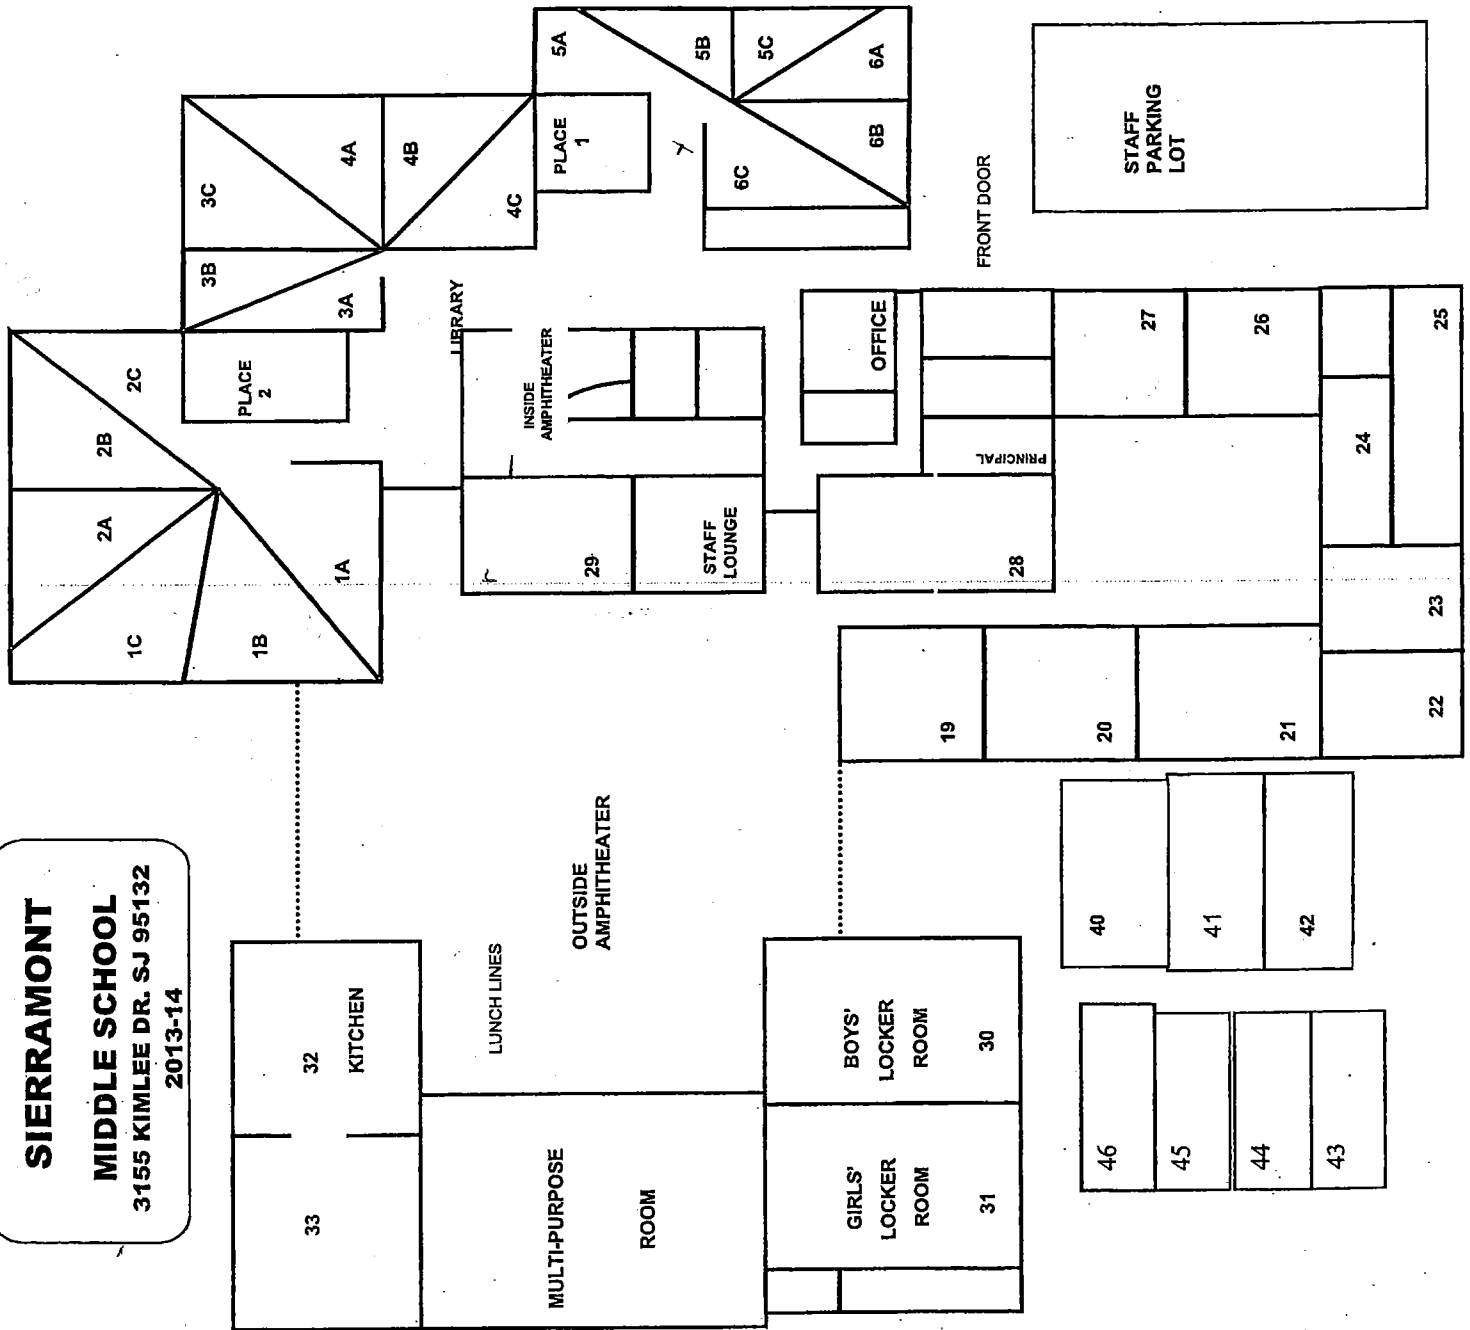 SIERRAMONT
MIDDLE SCHOOL
3155 KIMLEE DR. SJ 95132
2013-14
33
32
KITCHEN
MULTI-PURPOSE
ROOM
LUNCH LINES
OUTSIDE
AMPHITHEATER
GIRLS'
LOCKER
ROOM
31
BOYS'
LOCKER
ROOM
30
46
45
44
43
40
41
42
1C
1B
1A
2A
2B
2C
PLACE
2
3B
3A
3C
4A
4B
4C
PLACE
1
5A
5B
5C
6A
6B
6C
LIBRARY
INSIDE
AMPHITHEATER
29
STAFF
LOUNGE
28
OFFICE
PRINCIPAL
FRONT DOOR
STAFF
PARKING
LOT
19
20
21
22
23
24
25
26
27